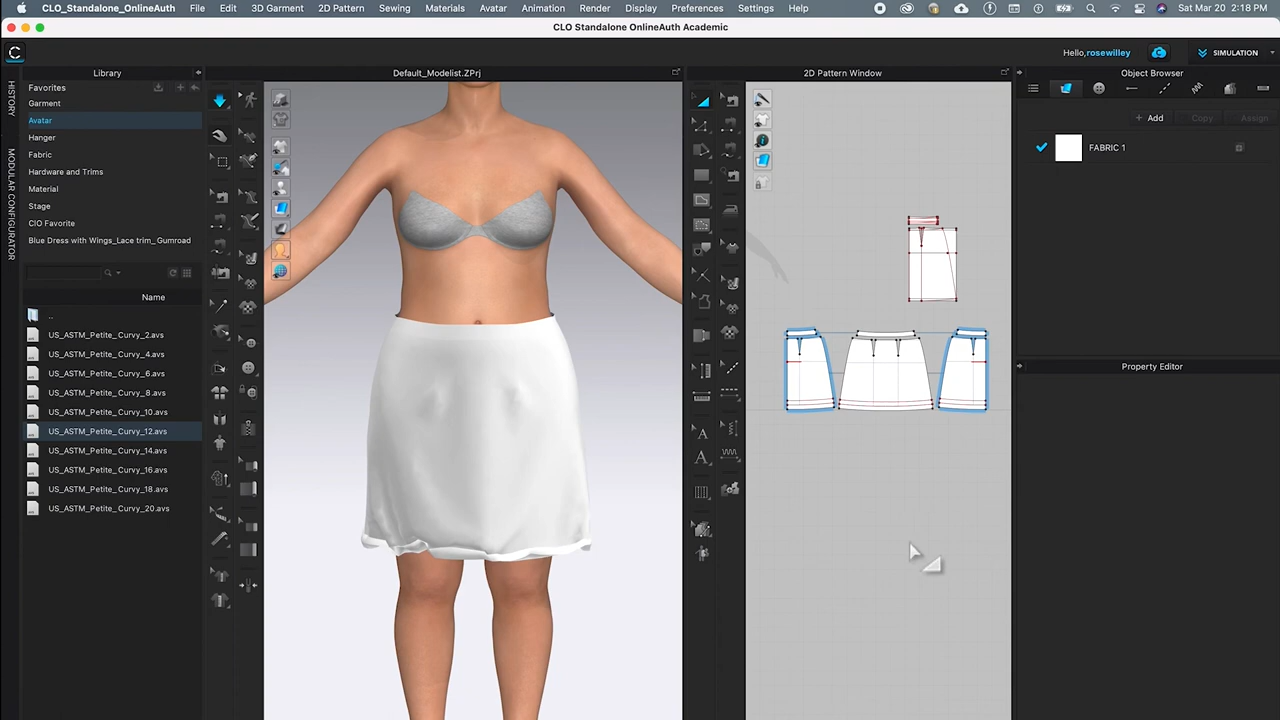 CLO_Standalone_OnlineAuth File Edit 3D Garment 2D Pattern Sewing Materials Avatar Animation Render Display Preferences Settings Help Sat Mar 20 2:18 PM
CLO Standalone OnlineAuth Academic
Hello, rosewilley SIMULATION
Library
Default_Modelist.ZPrj
2D Pattern Window
Object Browser
HISTORY
MODULAR CONFIGURATOR
Favorites
Garment
Avatar
Hanger
Fabric
Hardware and Trims
Material
Stage
ClO Favorite
Blue Dress with Wings_Lace trim_Gumroad
Name
..
US_ASTM_Petite_Curvy_2.avs
US_ASTM_Petite_Curvy_4.avs
US_ASTM_Petite_Curvy_6.avs
US_ASTM_Petite_Curvy_8.avs
US_ASTM_Petite_Curvy_10.avs
US_ASTM_Petite_Curvy_12.avs
US_ASTM_Petite_Curvy_14.avs
US_ASTM_Petite_Curvy_16.avs
US_ASTM_Petite_Curvy_18.avs
US_ASTM_Petite_Curvy_20.avs
+ Add Copy Assign
FABRIC 1
Property Editor